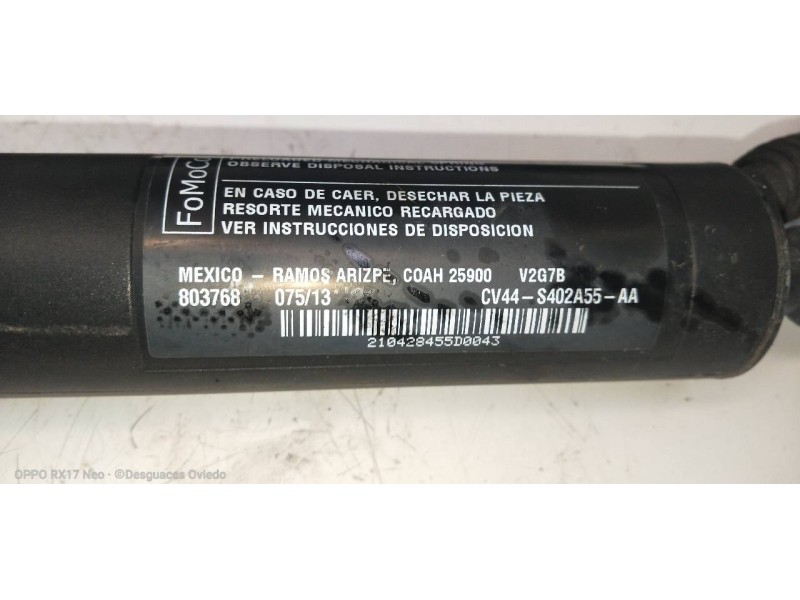 FoMoCo
OBSERVE DISPOSAL INSTRUCTIONS
EN CASO DE CAER, DESECHAR LA PIEZA
RESORTE MECANICO RECARGADO
VER INSTRUCCIONES DE DISPOSICION
MEXICO - RAMOS ARIZPE, COAH 25900 V2G7B
803768 075/13 CV44-S402A55-AA
210428455D0043
OPPO RX17 Neo · ©Desguaces Oviedo